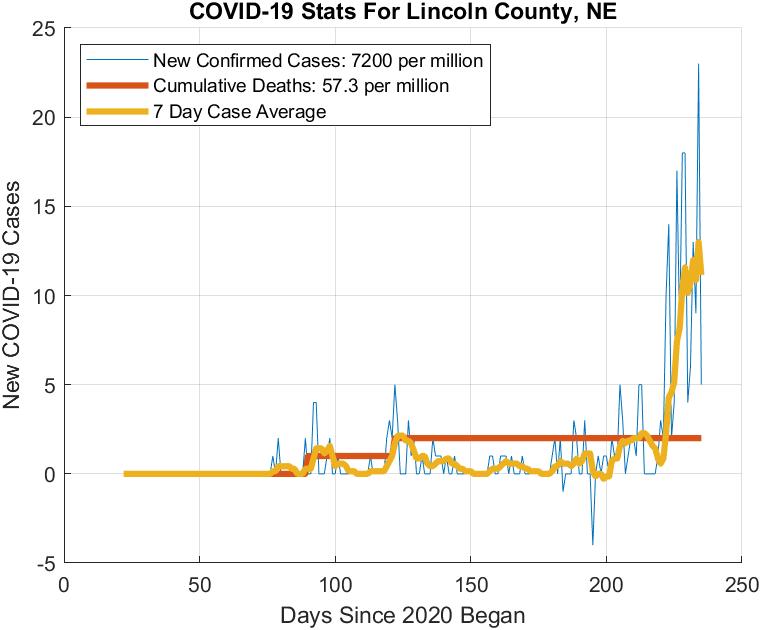 COVID-19 Stats For Lincoln County, NE
New Confirmed Cases: 7200 per million
Cumulative Deaths: 57.3 per million
7 Day Case Average
New COVID-19 Cases
25
20
15
10
5
0
-5
0 50 100 150 200 250
Days Since 2020 Began